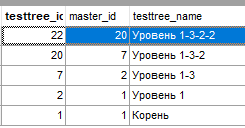 testtree_id master_id testtree_name
22 20 Уровень 1-3-2-2
20 7 Уровень 1-3-2
7 2 Уровень 1-3
2 1 Уровень 1
1 1 Корень